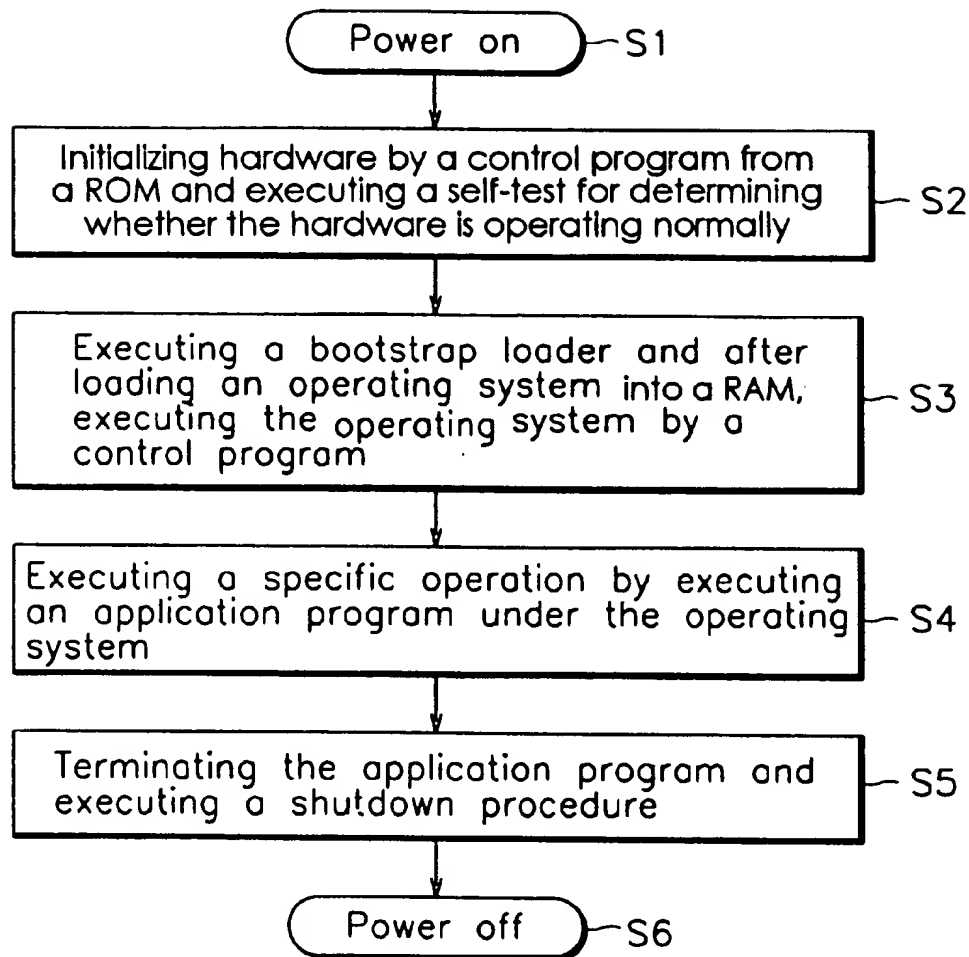 Power on
S1
Initializing hardware by a control program from
a ROM and executing a self-test for determining
whether the hardware is operating normally
S2
Executing a bootstrap loader and after
loading an operating system into a RAM,
executing the operating system by a
control program
S3
Executing a specific operation by executing
an application program under the operating
system
S4
Terminating the application program and
executing a shutdown procedure
S5
Power off
S6